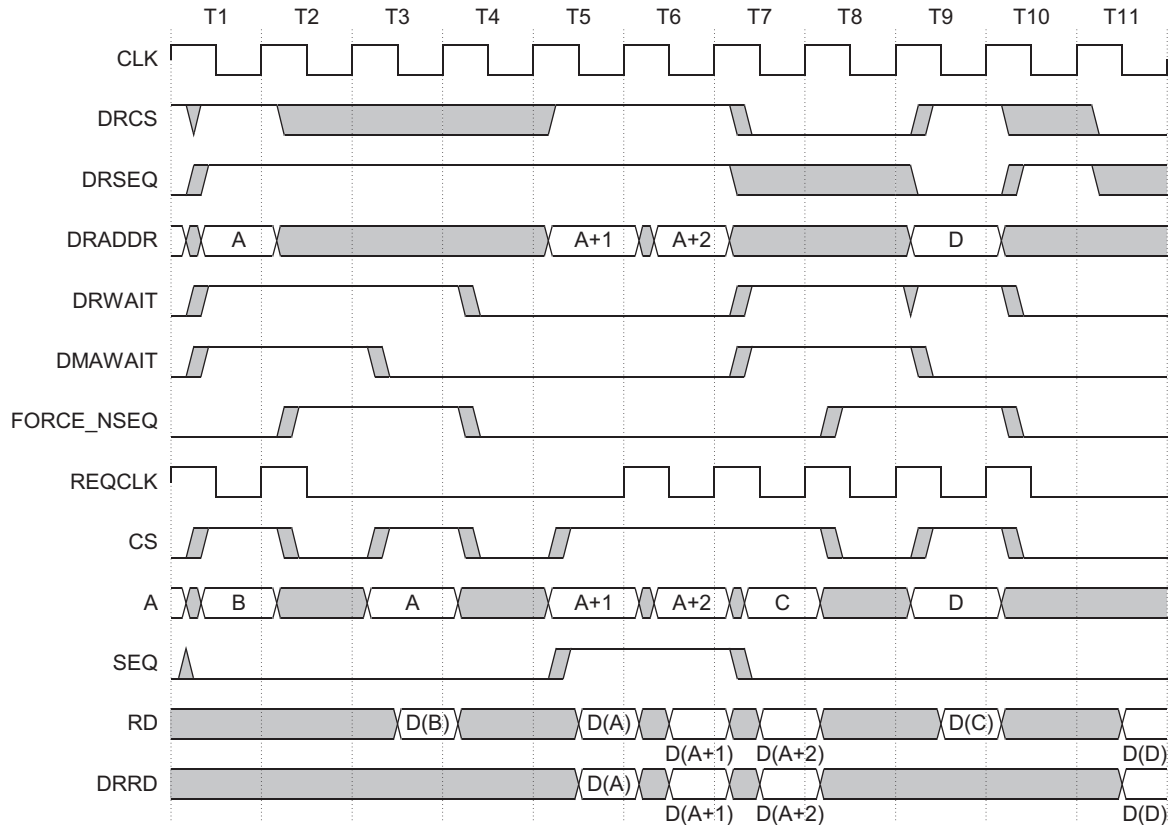 T1 T2 T3 T4 T5 T6 T7 T8 T9 T10 T11
CLK
DRCS
DRSEQ
DRADDR A A+1 A+2 D
DRWAIT
DMAWAIT
FORCE_NSEQ
REQCLK
CS
A B A A+1 A+2 C D
SEQ
RD D(B) D(A) D(C)
D(A+1) D(A+2) D(D)
DRRD D(A)
D(A+1) D(A+2) D(D)